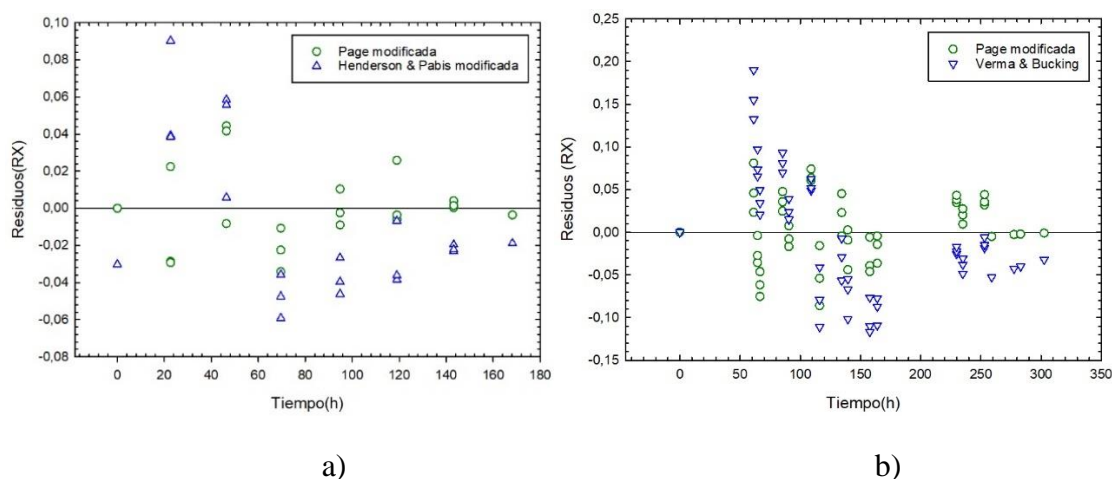 0,10
0,08
0,06
0,04
0,02
0,00
-0,02
-0,04
-0,06
-0,08
Residuos(RX)
Page modificada
Henderson & Pabis modificada
0 20 40 60 80 100 120 140 160 180
Tiempo(h)
a)
0,25
0,20
0,15
0,10
0,05
0,00
-0,05
-0,10
-0,15
Residuos (RX)
Page modificada
Verma & Bucking
0 50 100 150 200 250 300 350
Tiempo(h)
b)